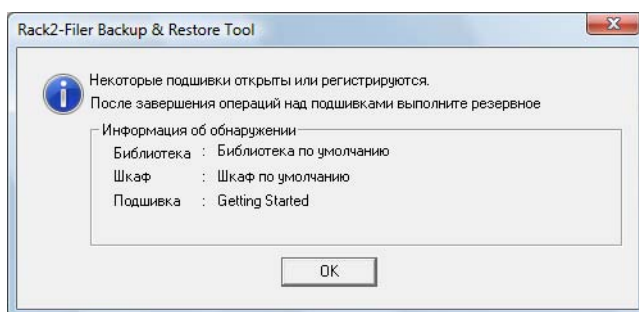 Rack2-Filer Backup & Restore Tool
Некоторые подшивки открыты или регистрируются.
После завершения операций над подшивками выполните резервное
Информация об обнаружении
Библиотека : Библиотека по умолчанию
Шкаф : Шкаф по умолчанию
Подшивка : Getting Started
OK